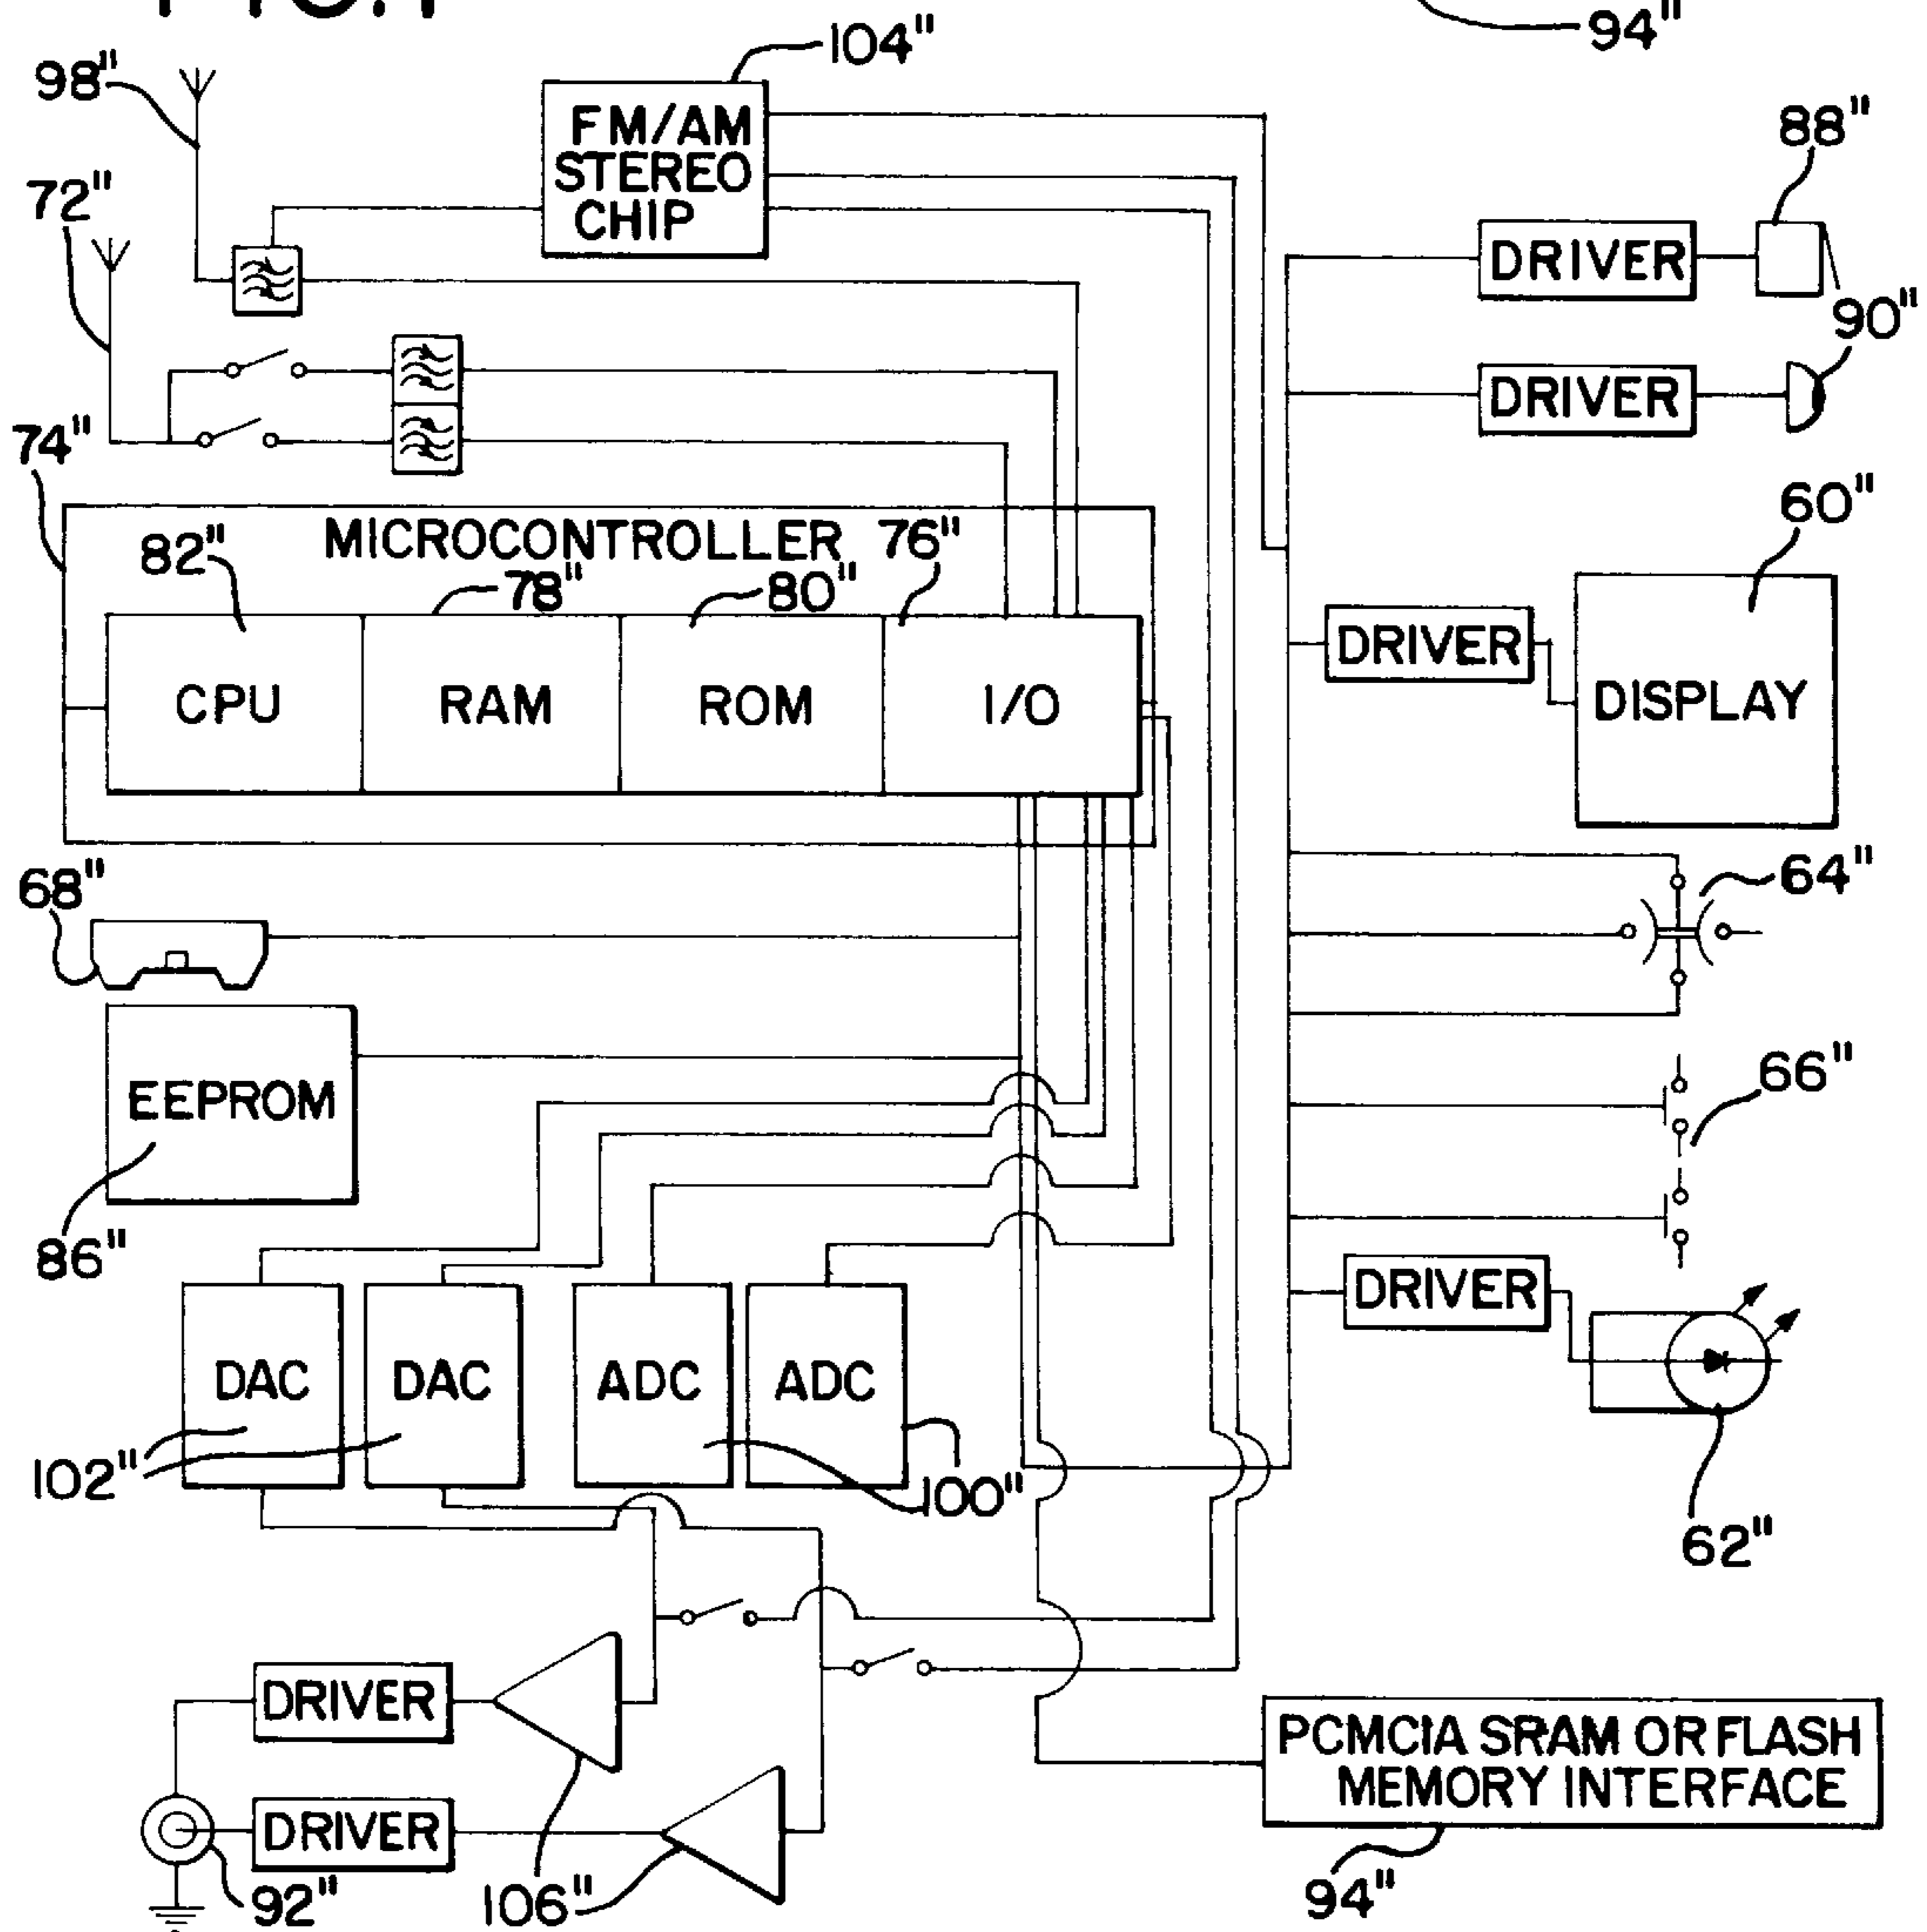 94"
104"
98"
FM/AM
STEREO
CHIP
88"
72"
DRIVER
90"
DRIVER
74"
60"
MICROCONTROLLER
76"
82"
78"
80"
DRIVER
CPU
RAM
ROM
I/O
DISPLAY
68"
64"
EEPROM
66"
86"
DRIVER
DAC
DAC
ADC
ADC
102"
100"
62"
DRIVER
PCMCIA SRAM OR FLASH
MEMORY INTERFACE
DRIVER
92"
106"
94"